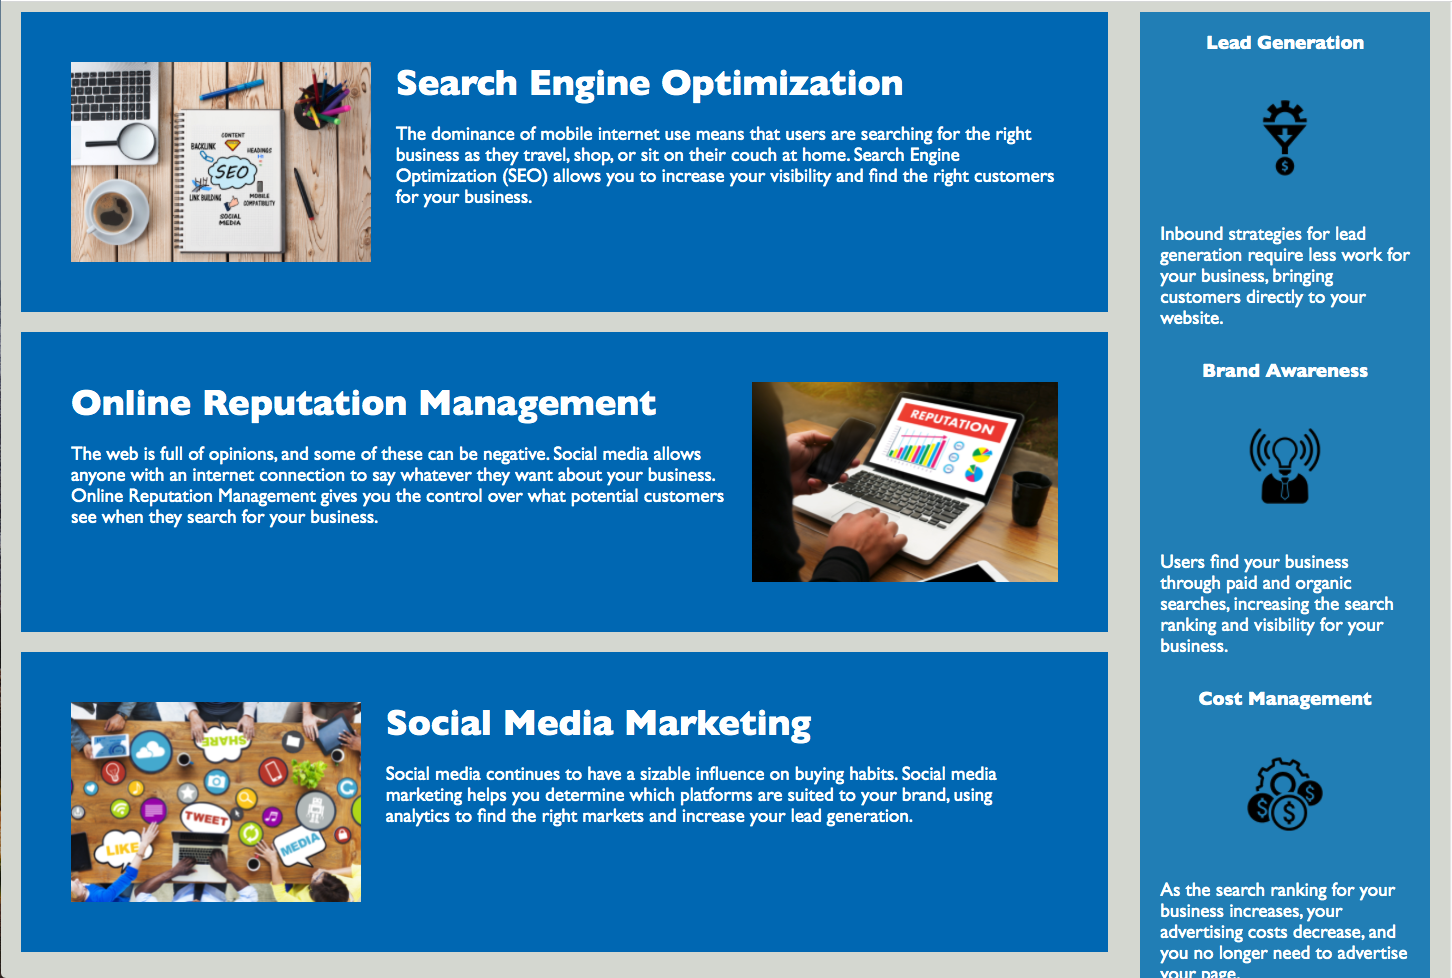 Search Engine Optimization
The dominance of mobile internet use means that users are searching for the right
business as they travel, shop, or sit on their couch at home. Search Engine
Optimization (SEO) allows you to increase your visibility and find the right customers
for your business.
CONTENT
BACKLINK
HEADINGS
SEO
LINK BUILDING
MOBILE
COMPATIBILITY
SOCIAL
MEDIA
Online Reputation Management
The web is full of opinions, and some of these can be negative. Social media allows
anyone with an internet connection to say whatever they want about your business.
Online Reputation Management gives you the control over what potential customers
see when they search for your business.
REPUTATION
Social Media Marketing
Social media continues to have a sizable influence on buying habits. Social media
marketing helps you determine which platforms are suited to your brand, using
analytics to find the right markets and increase your lead generation.
SHARE
TWEET
LIKE
MEDIA
Lead Generation
Inbound strategies for lead
generation require less work for
your business, bringing
customers directly to your
website.
Brand Awareness
Users find your business
through paid and organic
searches, increasing the search
ranking and visibility for your
business.
Cost Management
As the search ranking for your
business increases, your
advertising costs decrease, and
you no longer need to advertise
your page.